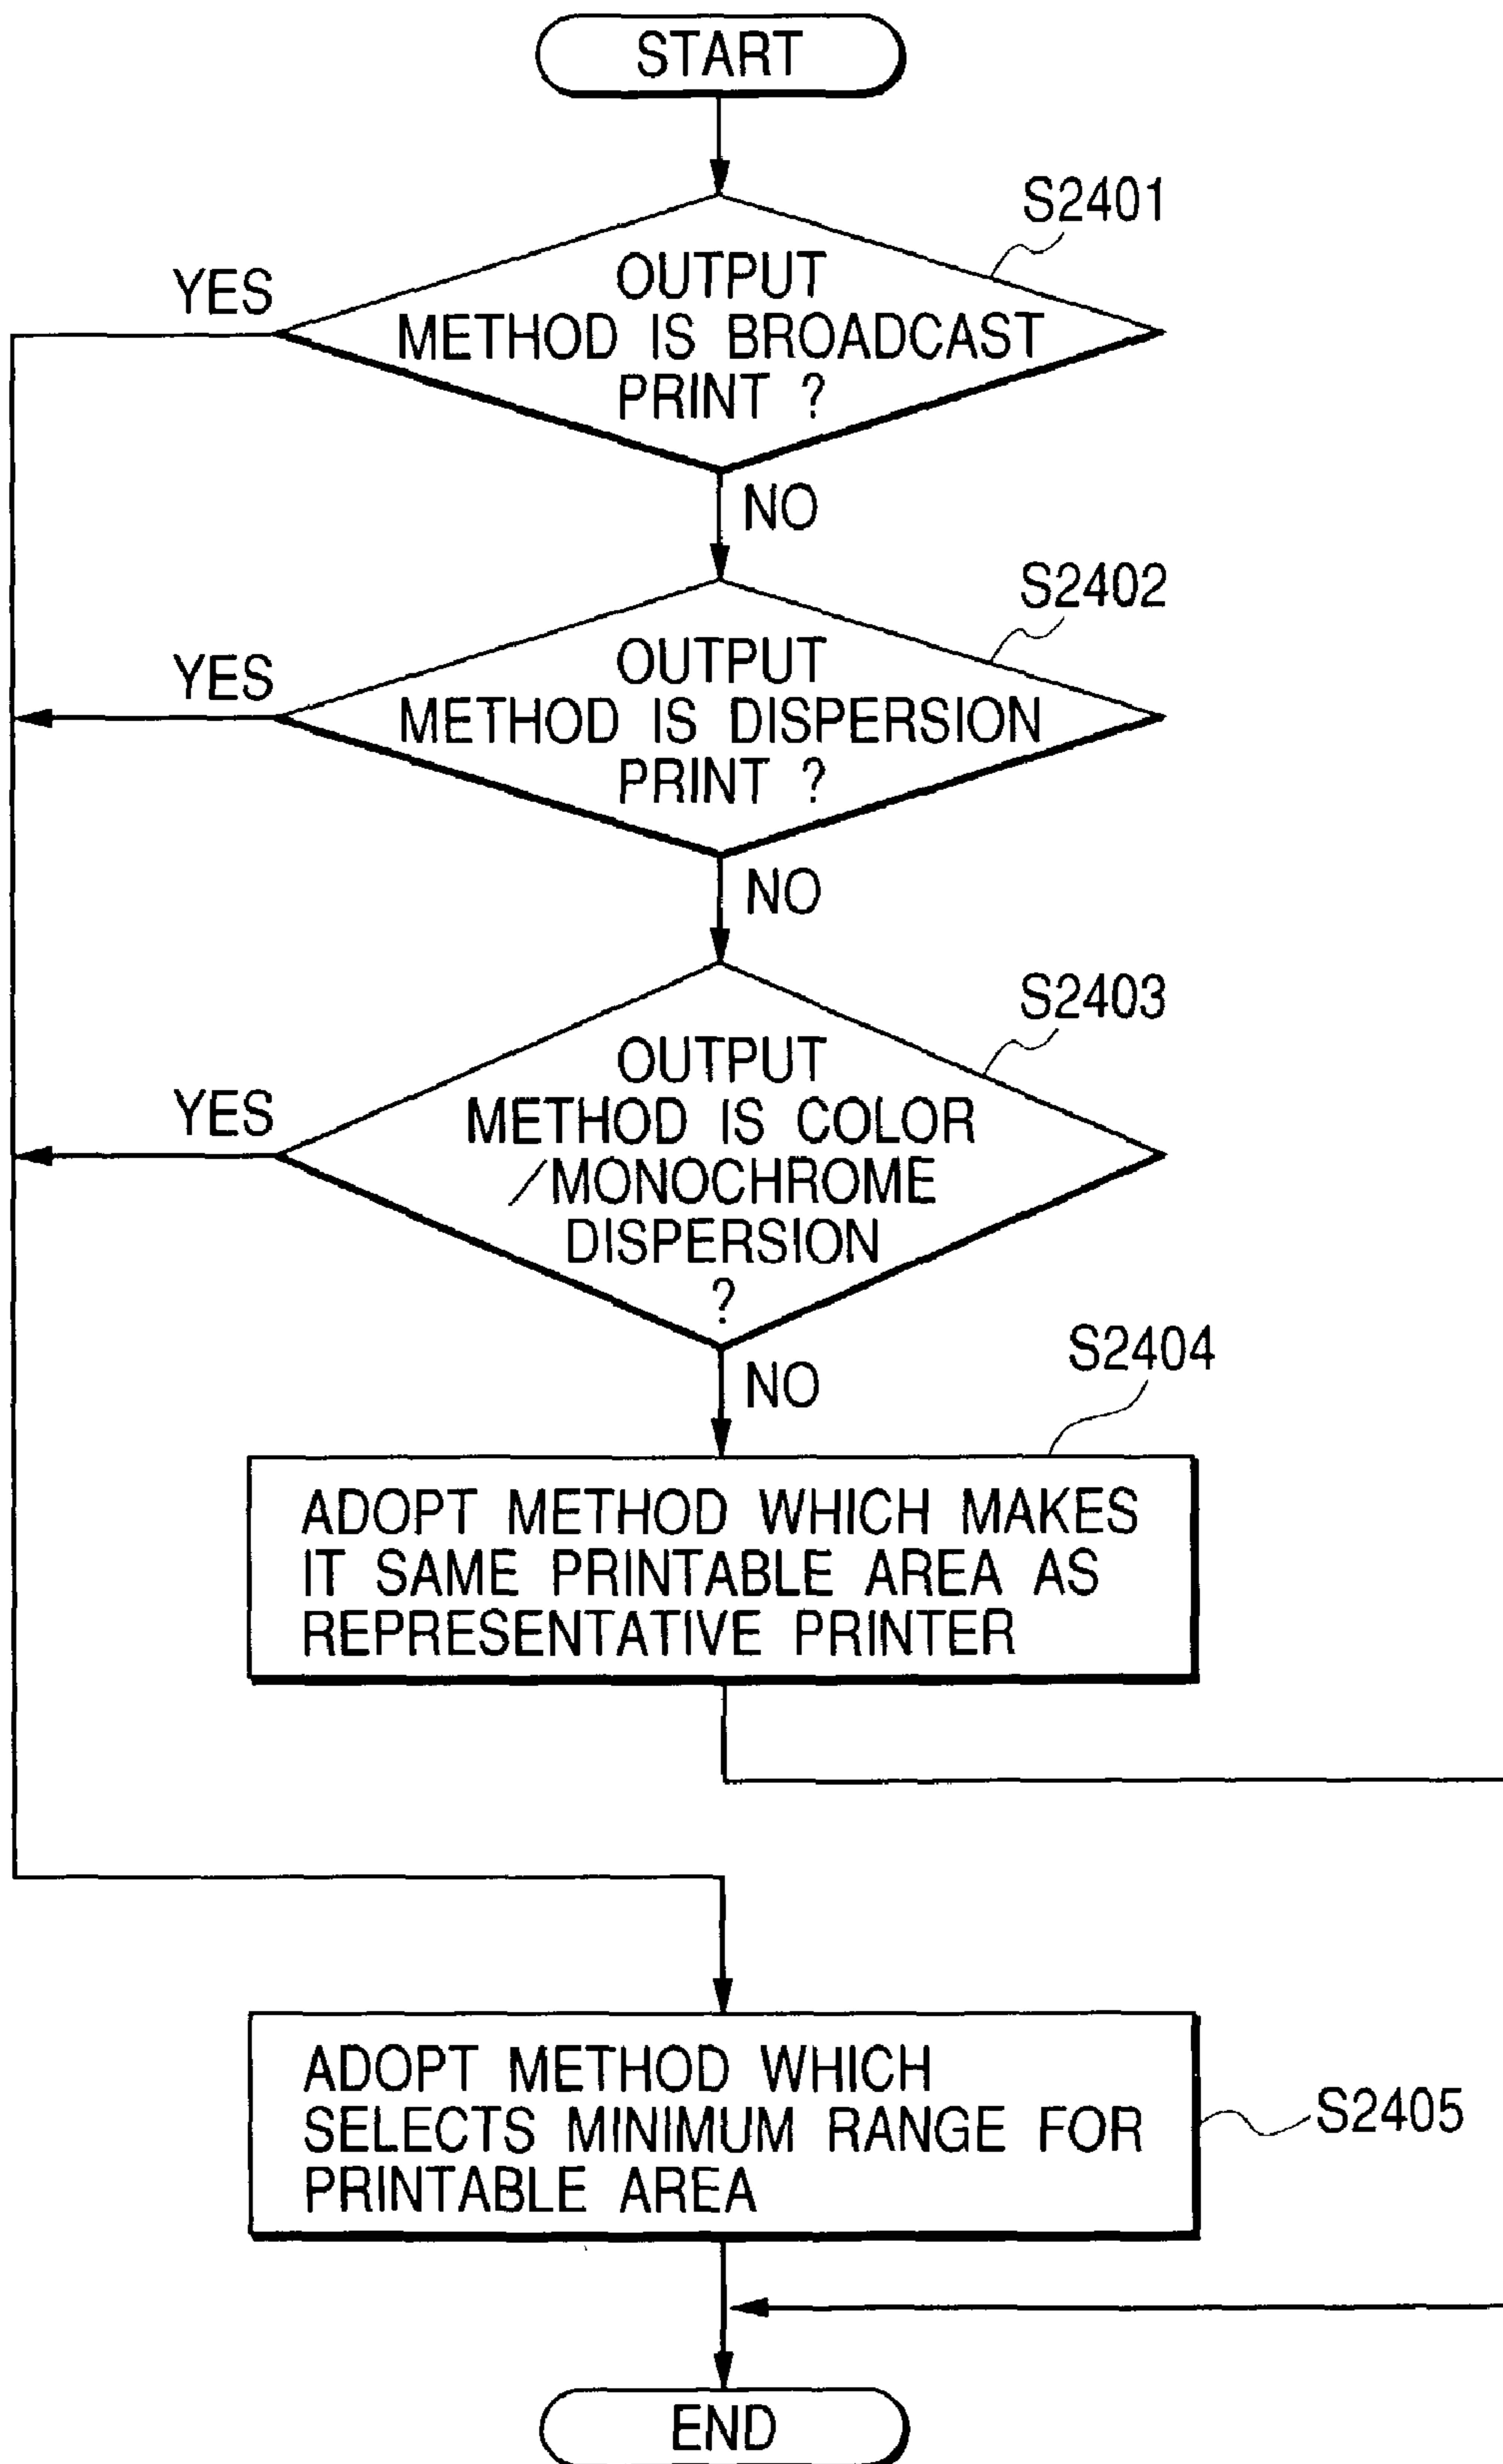 START
S2401
OUTPUT
METHOD IS BROADCAST
PRINT ?
YES
NO
S2402
OUTPUT
METHOD IS DISPERSION
PRINT ?
YES
NO
S2403
OUTPUT
METHOD IS COLOR
/MONOCHROME
DISPERSION
?
YES
NO
S2404
ADOPT METHOD WHICH MAKES
IT SAME PRINTABLE AREA AS
REPRESENTATIVE PRINTER
ADOPT METHOD WHICH
SELECTS MINIMUM RANGE FOR
PRINTABLE AREA
S2405
END